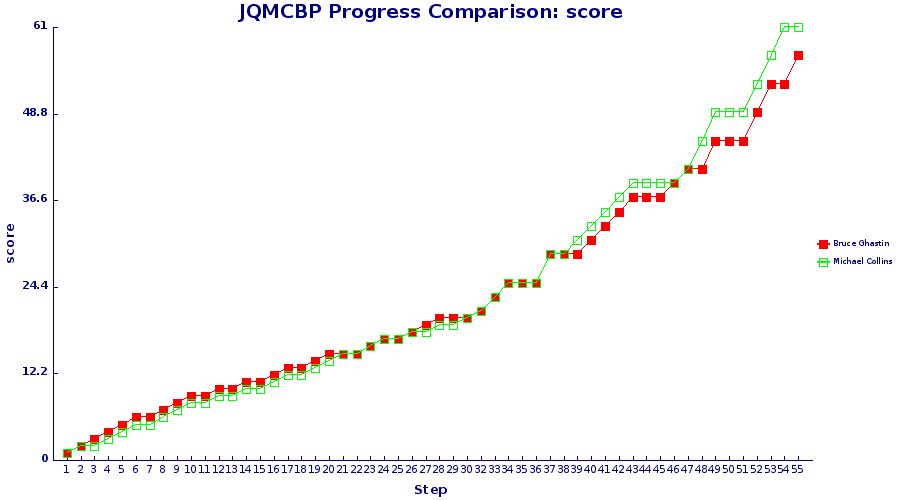 JQMCBP Progress Comparison: score
61
48.8
36.6
24.4
12.2
0
score
1 2 3 4 5 6 7 8 9 10 11 12 13 14 15 16 17 18 19 20 21 22 23 24 25 26 27 28 29 30 32 33 34 35 36 37 38 39 40 41 42 43 44 45 46 47 48 49 50 51 52 53 54 55
Step
Bruce Ghastin
Michael Collins